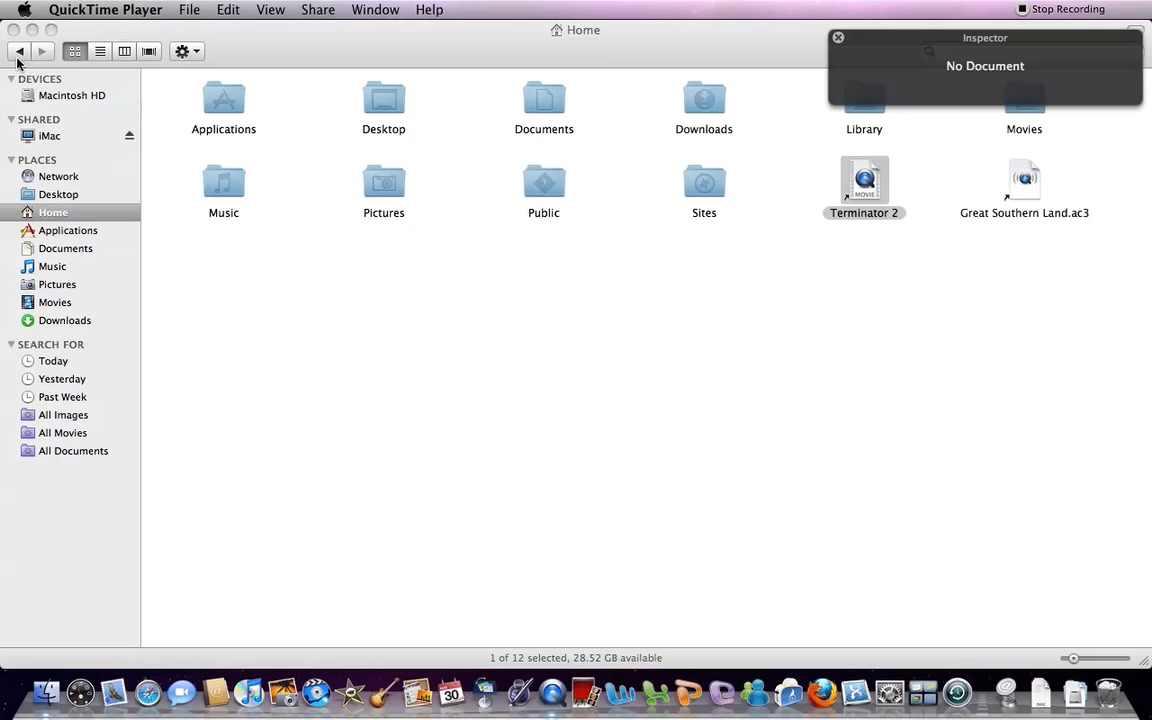 QuickTime Player File Edit View Share Window Help Stop Recording
Home
Inspector
No Document
DEVICES
Macintosh HD
SHARED
iMac
PLACES
Network
Desktop
Home
Applications
Documents
Music
Pictures
Movies
Downloads
SEARCH FOR
Today
Yesterday
Past Week
All Images
All Movies
All Documents
Applications Desktop Documents Downloads Library Movies
MOVIE
Music Pictures Public Sites Terminator 2 Great Southern Land.ac3
1 of 12 selected, 28.52 GB available
30